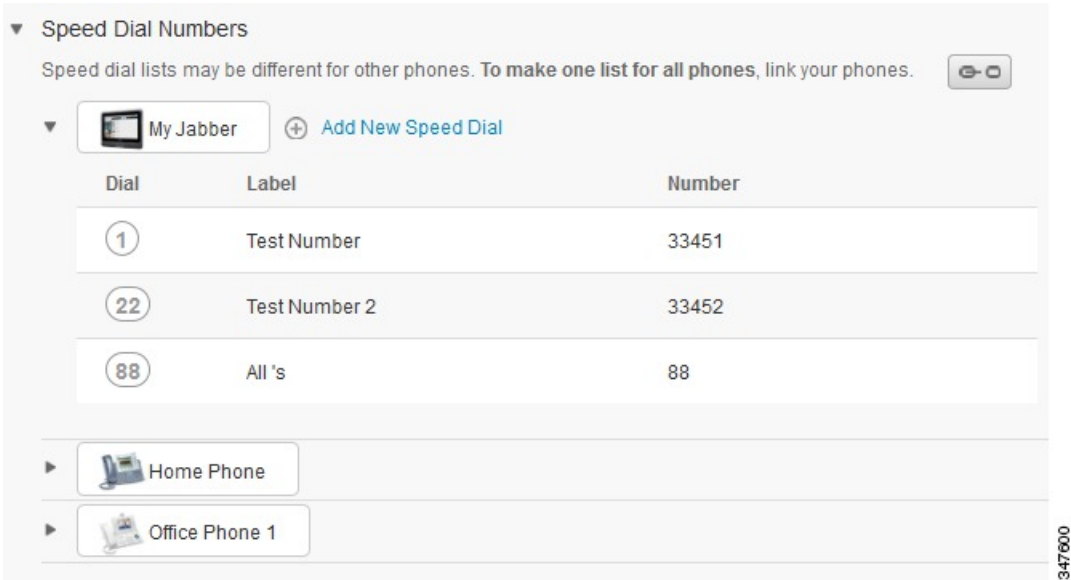 Speed Dial Numbers
Speed dial lists may be different for other phones. To make one list for all phones, link your phones.
My Jabber Add New Speed Dial
Dial Label Number
1 Test Number 33451
22 Test Number 2 33452
88 All 's 88
Home Phone
Office Phone 1
347600